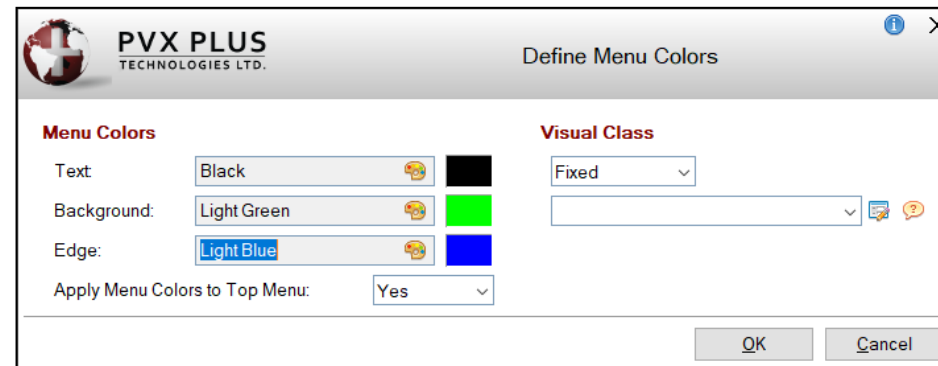 PVX PLUS
TECHNOLOGIES LTD.
Define Menu Colors
Menu Colors
Visual Class
Text
Black
Fixed
Background:
Light Green
Edge:
Light Blue
Apply Menu Colors to Top Menu:
Yes
OK
Cancel